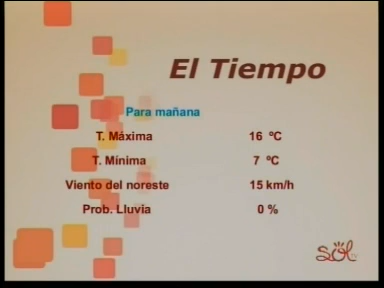 El Tiempo
Para mañana
T. Máxima 16 ºC
T. Mínima 7 ºC
Viento del noreste 15 km/h
Prob. Lluvia 0 %
SOL TV